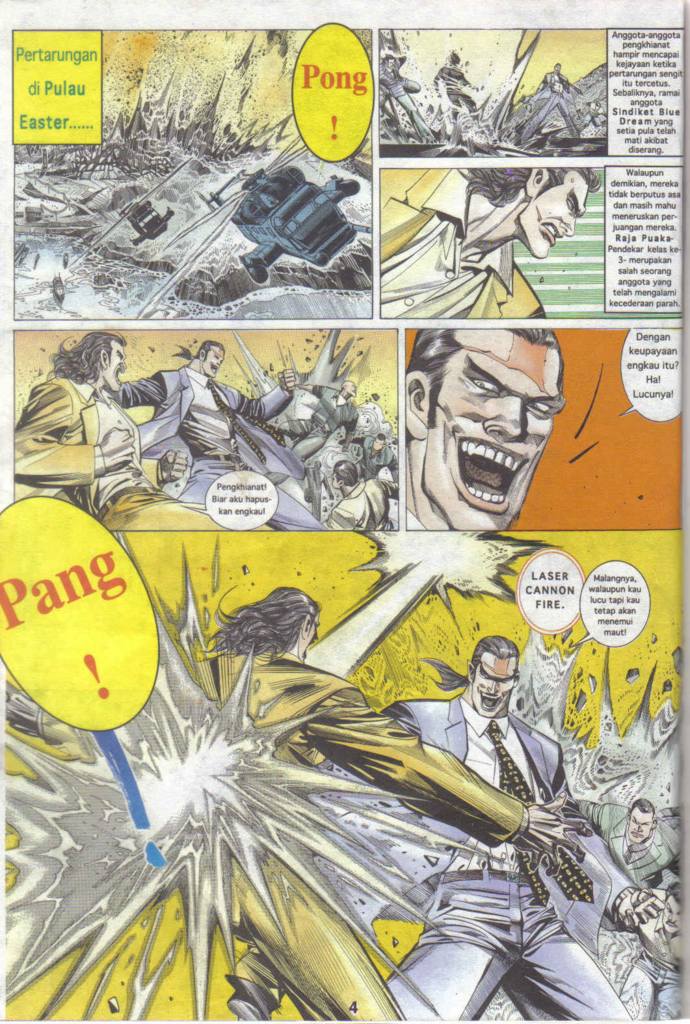 Pertarungan
di Pulau
Easter......
Pong
!
Anggota-anggota
pengkhianat
hampir mencapai
kejayaan ketika
pertarungan sengit
itu tercetus.
Sebaliknya, ramai
anggota
Sindiket Blue
Dream yang
setia pula telah
mati akibat
diserang.
Walaupun
demikian, mereka
tidak berputus asa
dan masih mahu
meneruskan per-
juangan mereka.
Raja Puaka-
Pendekar kelas ke-
3- merupakan
salah seorang
anggota yang
telah mengalami
kecederaan parah.
Pengkhianat!
Biar aku hapus-
kan engkau!
Dengan
keupayaan
engkau itu?
Ha!
Lucunya!
Pang
!
LASER
CANNON
FIRE.
Malangnya,
walaupun kau
lucu tapi kau
tetap akan
menemui
maut!
4